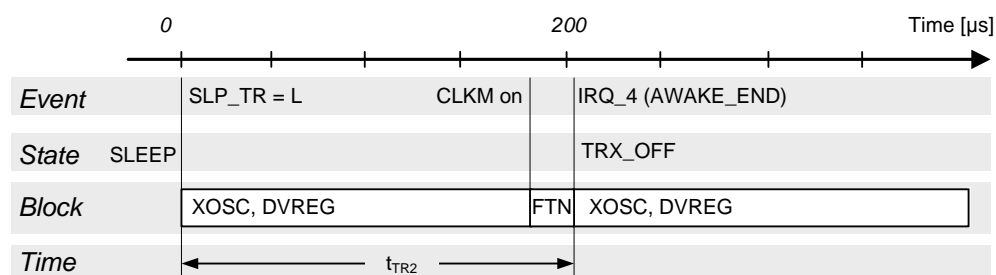 0 200 Time [µs]
Event SLP_TR = L CLKM on IRQ_4 (AWAKE_END)
State SLEEP TRX_OFF
Block XOSC, DVREG FTN XOSC, DVREG
Time tTR2